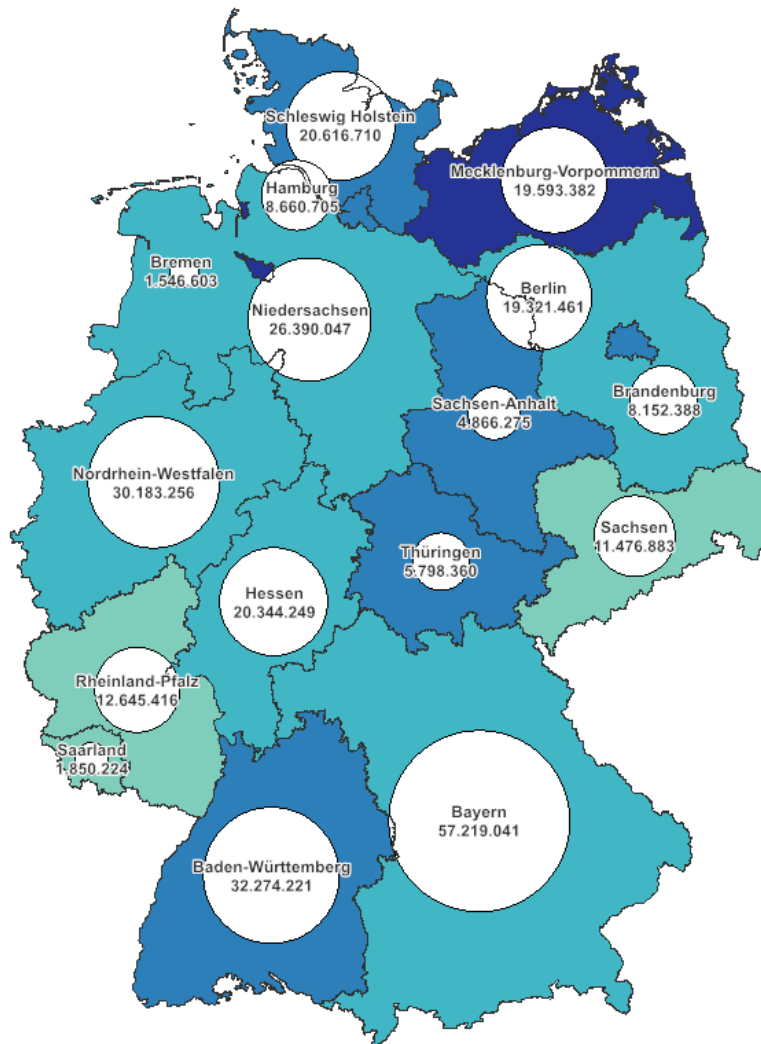 Schleswig Holstein
20.616.710
Mecklenburg-Vorpommern
19.593.382
Hamburg
8.660.705
Bremen
1.546.603
Niedersachsen
26.390.047
Berlin
19.321.461
Brandenburg
8.152.388
Sachsen-Anhalt
4.866.275
Nordrhein-Westfalen
30.183.256
Sachsen
11.476.883
Thüringen
5.798.360
Hessen
20.344.249
Rheinland-Pfalz
12.645.416
Saarland
1.850.224
Bayern
57.219.041
Baden-Württemberg
32.274.221